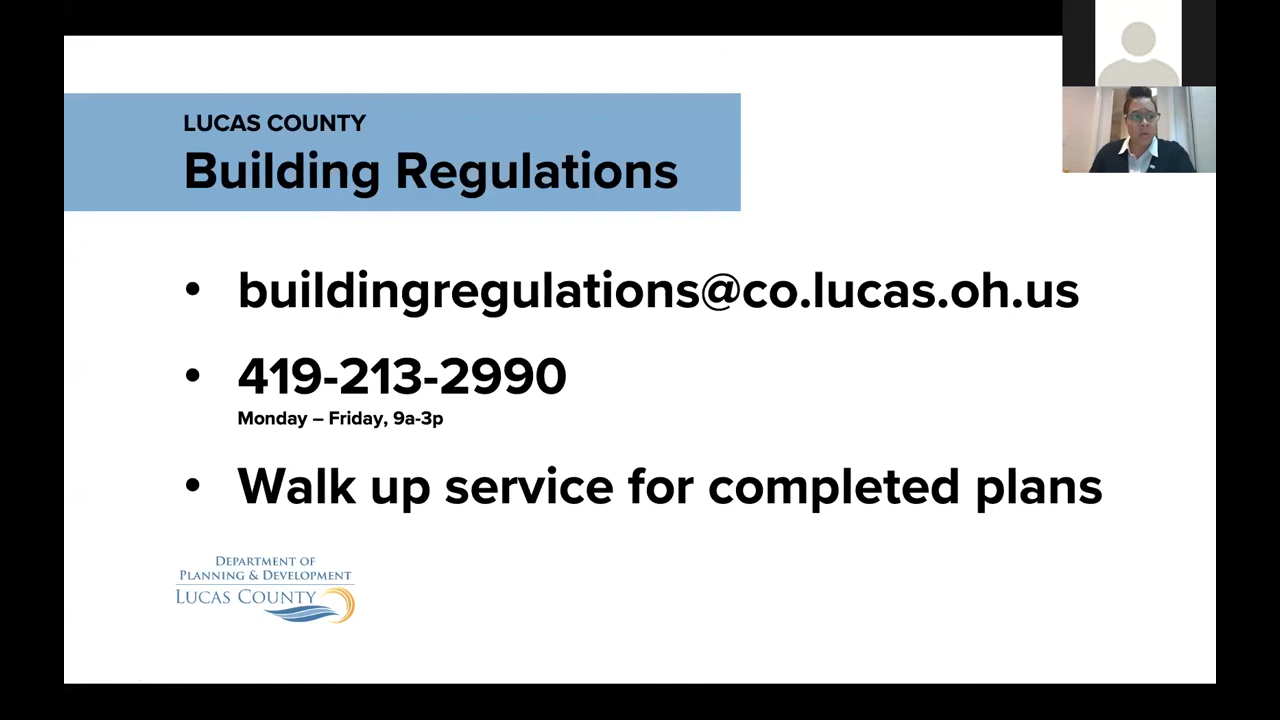 LUCAS COUNTY
Building Regulations
• buildingregulations@co.lucas.oh.us
• 419-213-2990
Monday – Friday, 9a-3p
• Walk up service for completed plans
DEPARTMENT OF
PLANNING & DEVELOPMENT
LUCAS COUNTY